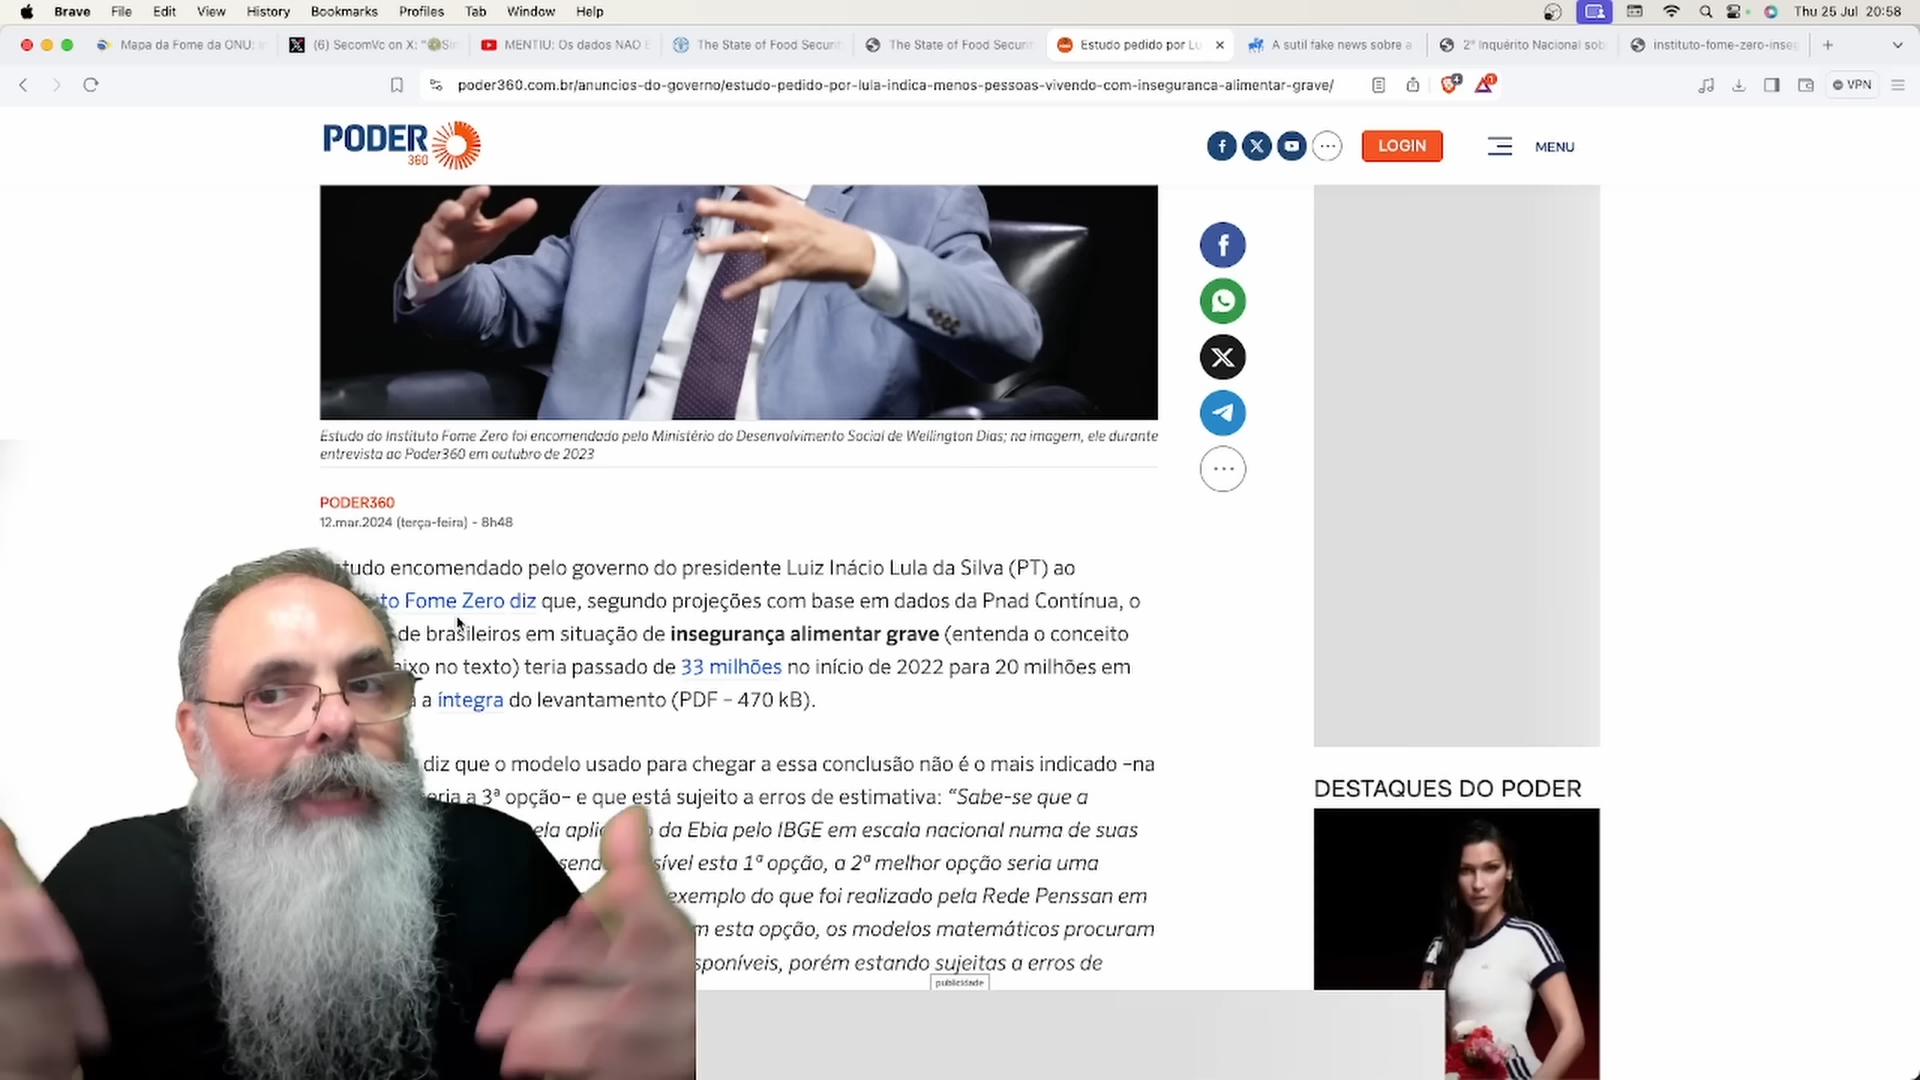 Brave File Edit View History Bookmarks Profiles Tab Window Help
Thu 25 Jul 20:58
Mapa da Fome da ONU:
(6) SecomVc on X:
MENTIU: Os dados NÃO
The State of Food Securit
The State of Food Securit
Estudo pedido por Lu
A sutil fake news sobre a
2º Inquérito Nacional sob
instituto-fome-zero-inseg
poder360.com.br/anuncios-do-governo/estudo-pedido-por-lula-indica-menos-pessoas-vivendo-com-inseguranca-alimentar-grave/
VPN
PODER
360
LOGIN
MENU
Estudo do Instituto Fome Zero foi encomendado pelo Ministério do Desenvolvimento Social de Wellington Dias; na imagem, ele durante
entrevista ao Poder360 em outubro de 2023
PODER360
12.mar.2024 (terça-feira) - 8h48
tudo encomendado pelo governo do presidente Luiz Inácio Lula da Silva (PT) ao
to Fome Zero diz que, segundo projeções com base em dados da Pnad Contínua, o
de brasileiros em situação de insegurança alimentar grave (entenda o conceito
aixo no texto) teria passado de 33 milhões no início de 2022 para 20 milhões em
a íntegra do levantamento (PDF – 470 kB).
diz que o modelo usado para chegar a essa conclusão não é o mais indicado –na
eria a 3ª opção– e que está sujeito a erros de estimativa: “Sabe-se que a
ela da Ebia pelo IBGE em escala nacional numa de suas
esta 1ª opção, a 2ª melhor opção seria uma
exemplo do que foi realizado pela Rede Penssan em
m esta opção, os modelos matemáticos procuram
sponíveis, porém estando sujeitas a erros de
publicidade
DESTAQUES DO PODER